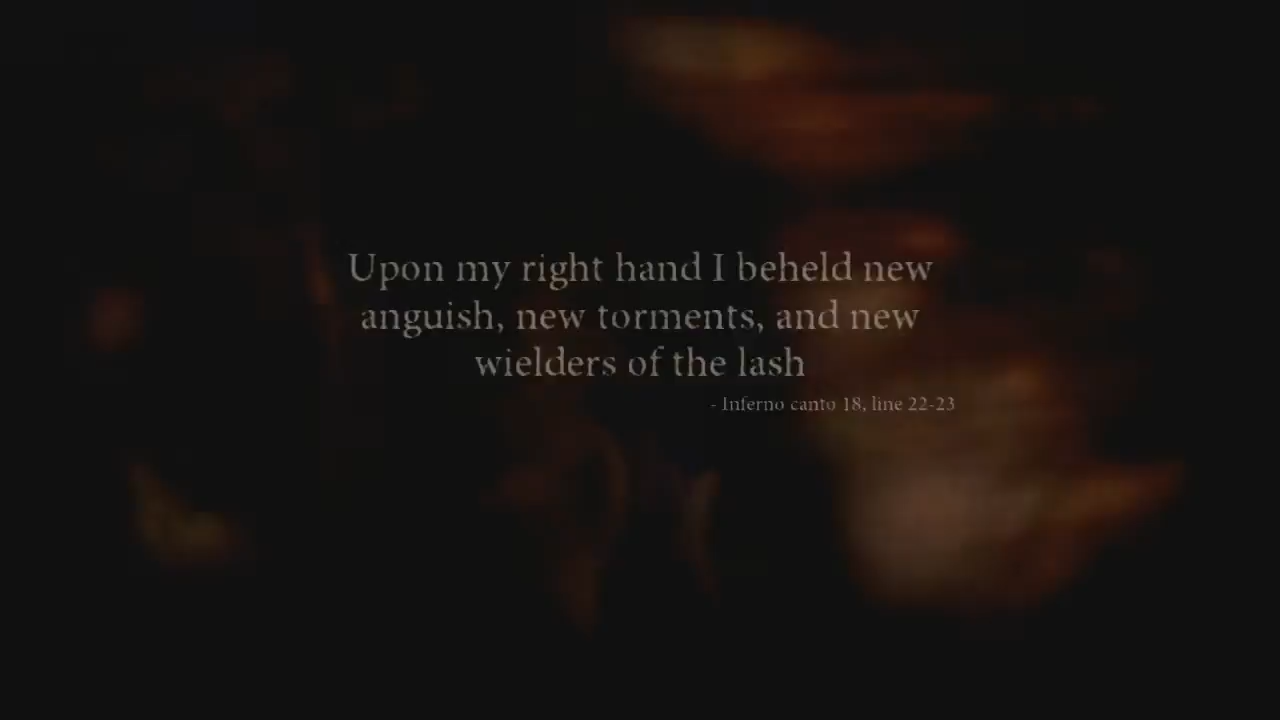 Upon my right hand I beheld new
anguish, new torments, and new
wielders of the lash
- Inferno canto 18, line 22-23